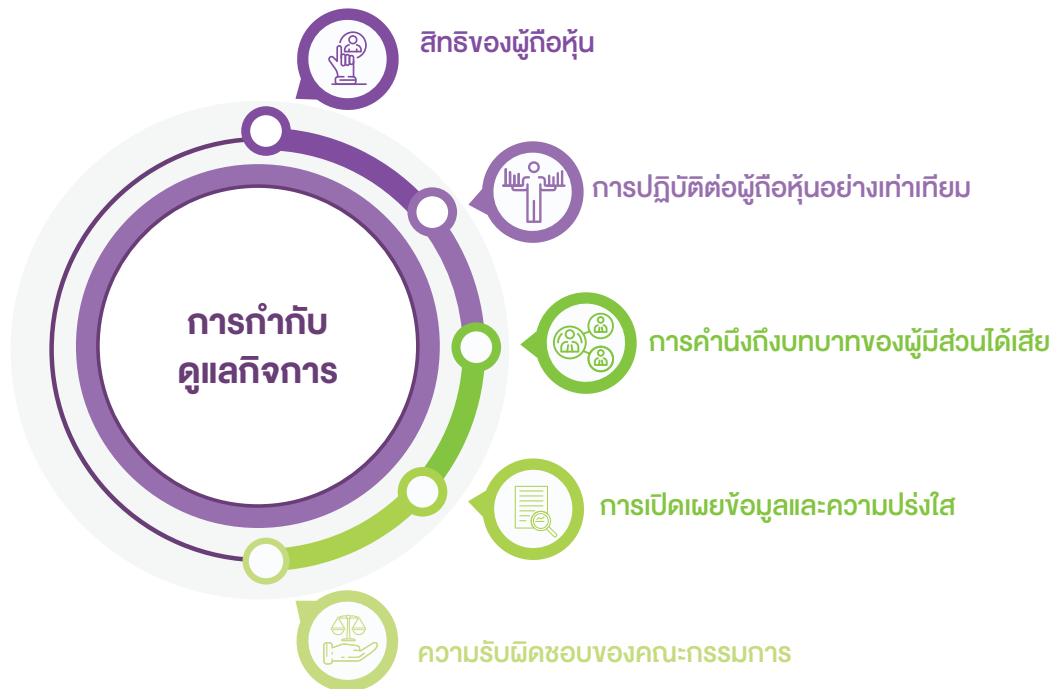 สิทธิของผู้ถือหุ้น
การปฏิบัติต่อผู้ถือหุ้นอย่างเท่าเทียม
การกำกับ
ดูแลกิจการ
การคำนึงถึงบทบาทของผู้มีส่วนได้เสีย
การเปิดเผยข้อมูลและความปร่งใส
ความรับผิดชอบของคณะกรรมการ